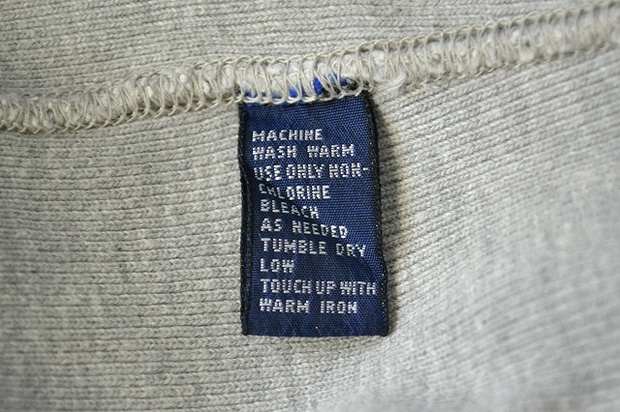 MACHINE
WASH WARM
USE ONLY NON-
CHLORINE
BLEACH
AS NEEDED
TUMBLE DRY
LOW
TOUCH UP WITH
WARM IRON